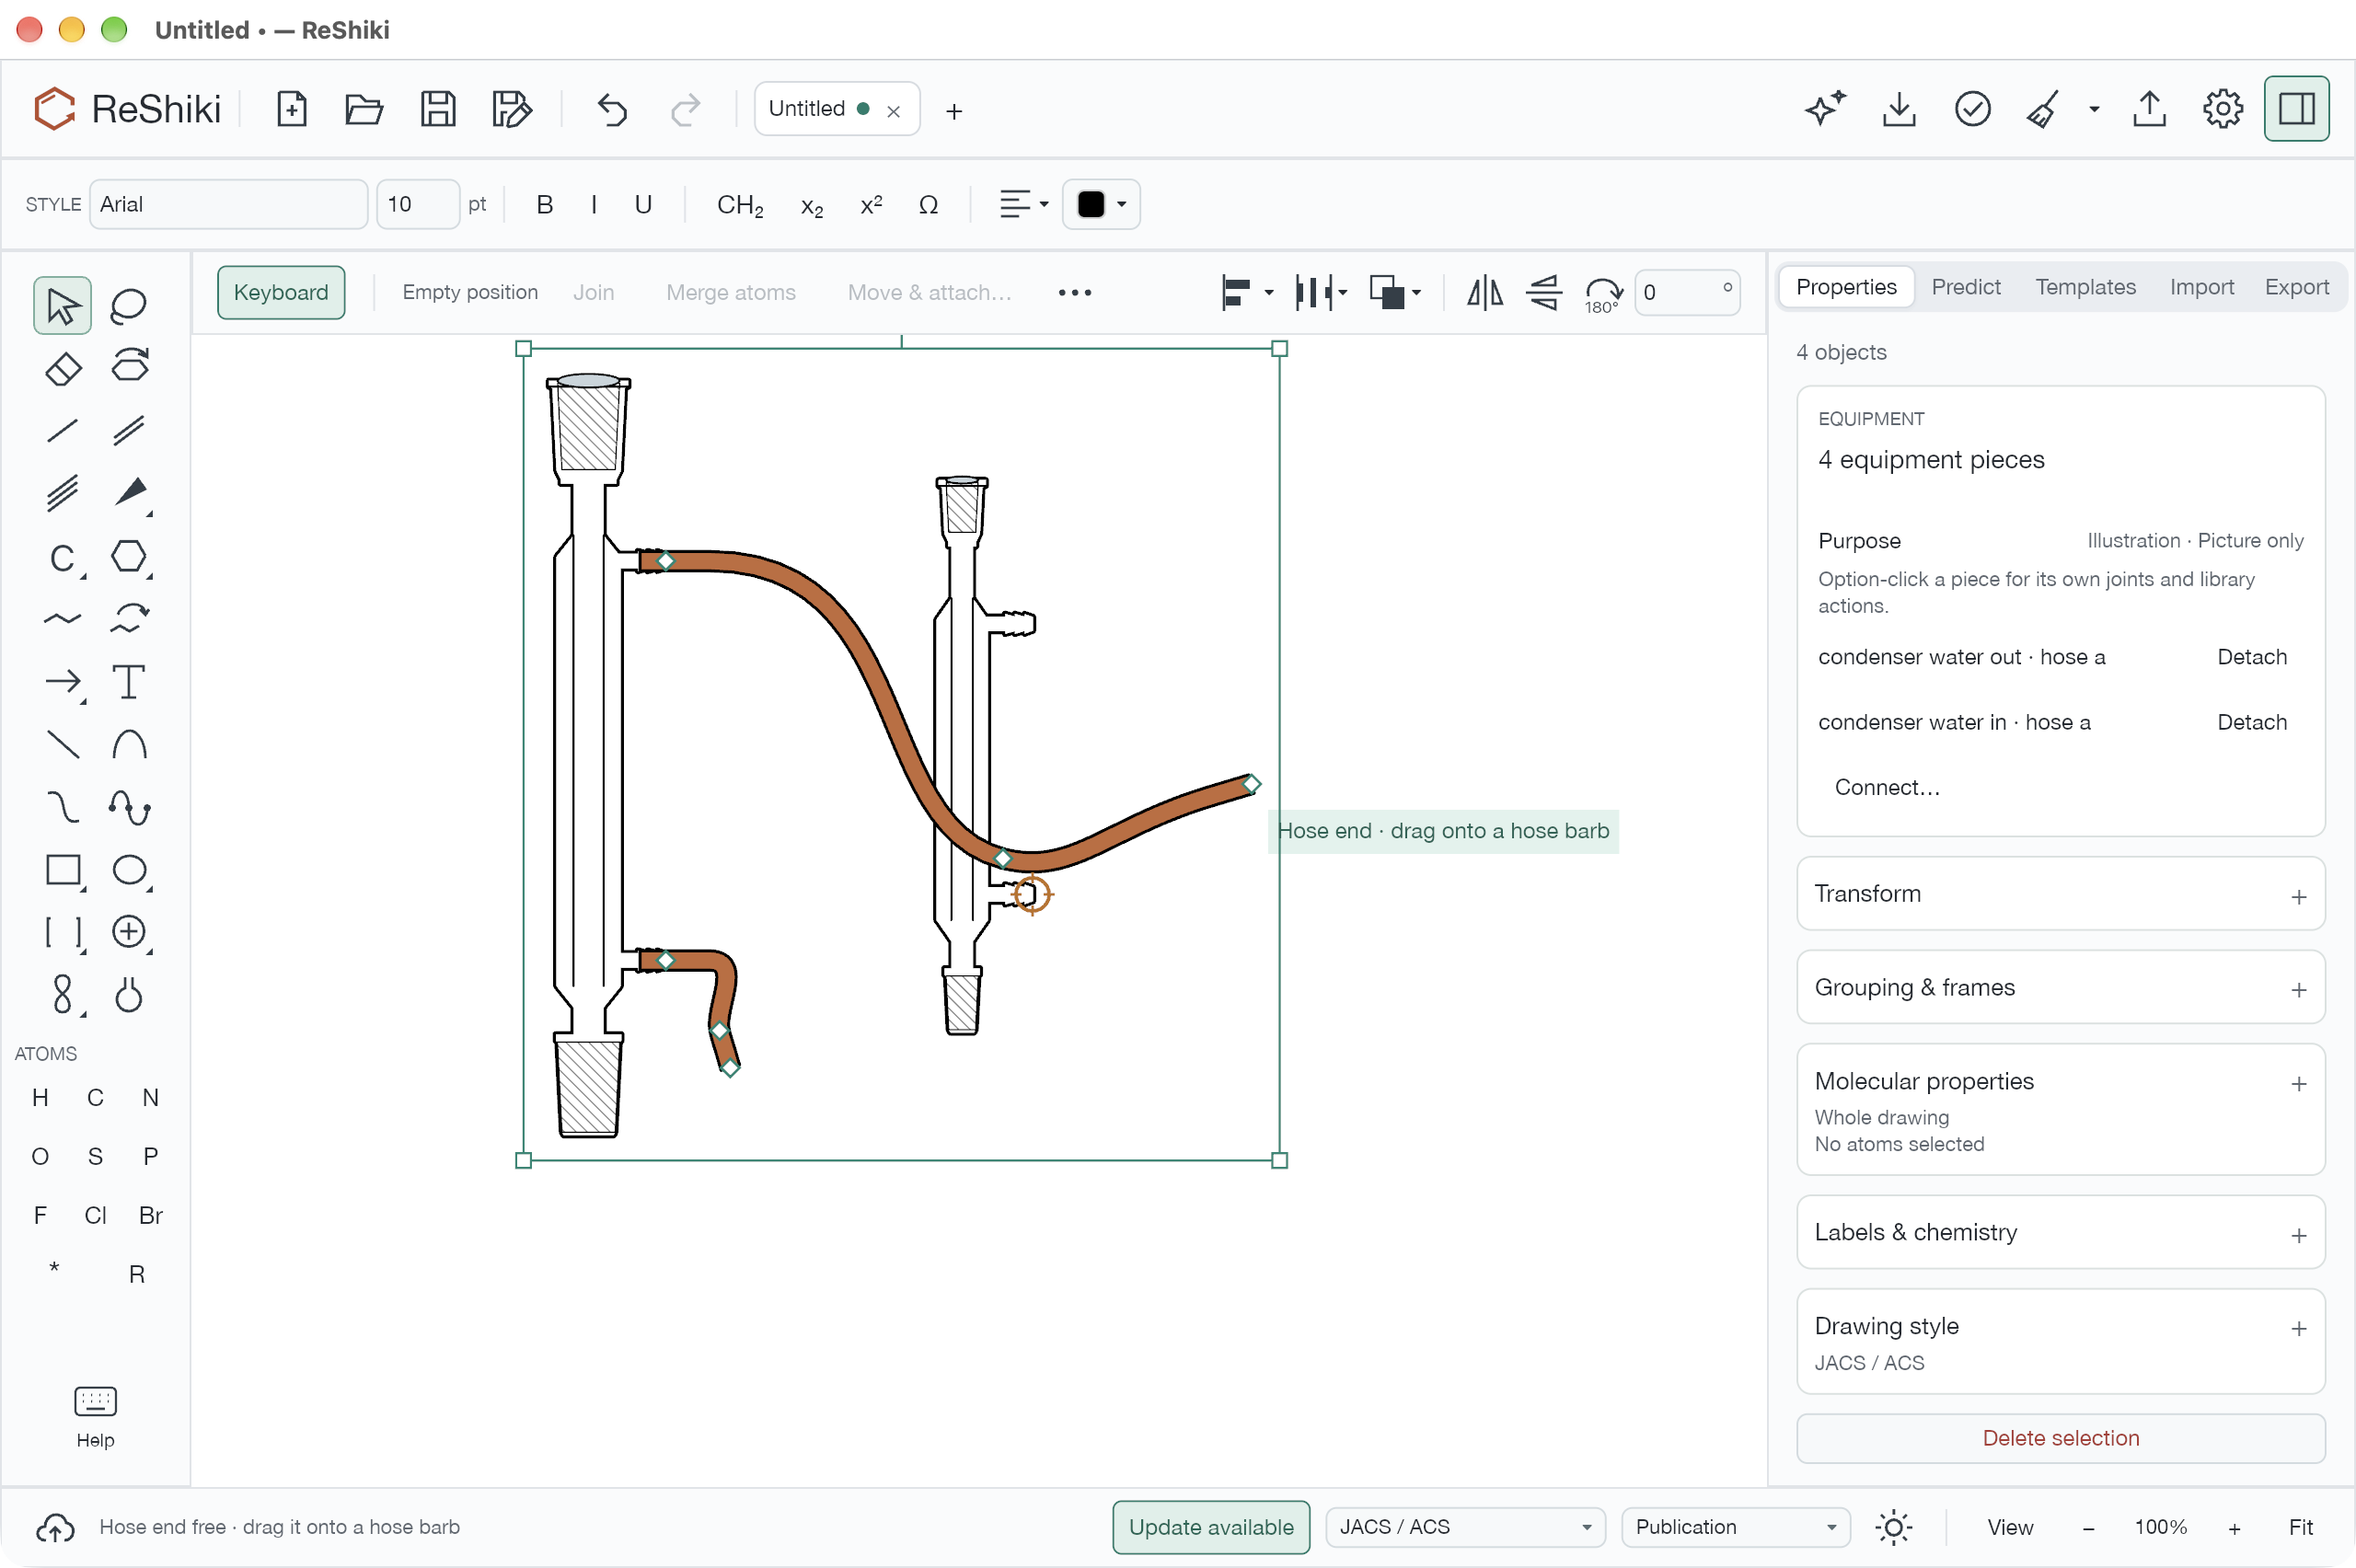 Untitled • — ReShiki
ReShiki
Untitled
STYLE
Arial
10
pt
B
I
U
CH₂
x₂
x²
Ω
Keyboard
Empty position
Join
Merge atoms
Move & attach...
180°
0
°
Properties
Predict
Templates
Import
Export
4 objects
EQUIPMENT
4 equipment pieces
Purpose
Illustration · Picture only
Option-click a piece for its own joints and library
actions.
condenser water out · hose a
Detach
condenser water in · hose a
Detach
Connect...
Transform
Grouping & frames
Molecular properties
Whole drawing
No atoms selected
Labels & chemistry
Drawing style
JACS / ACS
Delete selection
C
T
[ ]
ATOMS
H C N
O S P
F Cl Br
* R
Help
Hose end · drag onto a hose barb
Hose end free · drag it onto a hose barb
Update available
JACS / ACS
Publication
View
−
100%
+
Fit